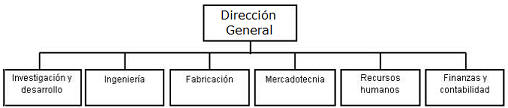 Dirección
General
Investigación y
desarrollo
Ingeniería
Fabricación
Mercadotecnia
Recursos
humanos
Finanzas y
contabilidad